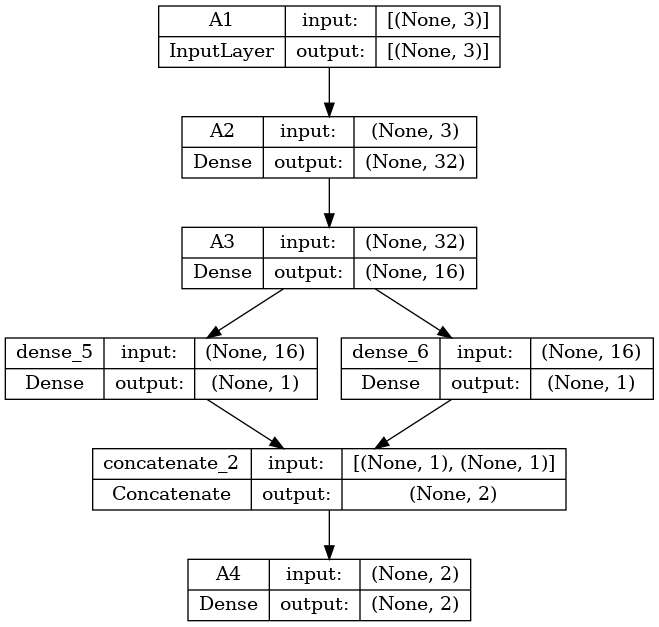 A1 input: [(None, 3)]
InputLayer output: [(None, 3)]
A2 input: (None, 3)
Dense output: (None, 32)
A3 input: (None, 32)
Dense output: (None, 16)
dense_5 input: (None, 16)
Dense output: (None, 1)
dense_6 input: (None, 16)
Dense output: (None, 1)
concatenate_2 input: [(None, 1), (None, 1)]
Concatenate output: (None, 2)
A4 input: (None, 2)
Dense output: (None, 2)